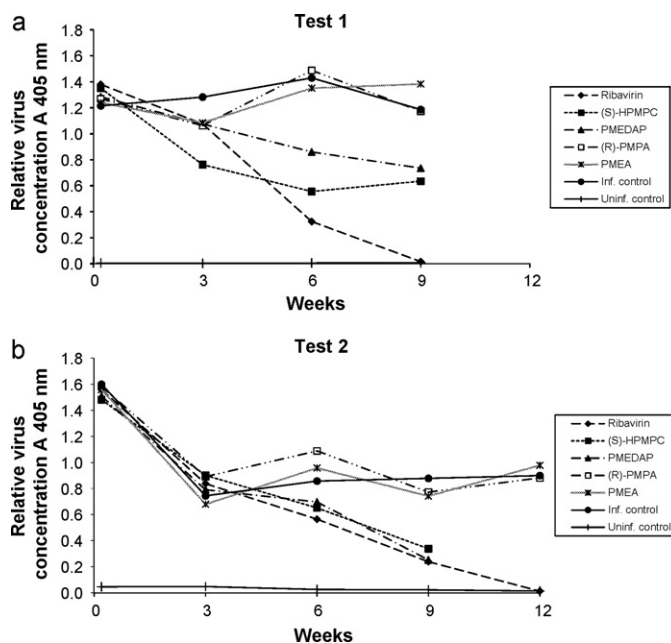 a
Test 1
Relative virus
concentration A 405 nm
1.8
1.6
1.4
1.2
1.0
0.8
0.6
0.4
0.2
0.0
0 3 6 9 12
Weeks
Ribavirin
(S)-HPMPC
PMEDAP
(R)-PMPA
PMEA
Inf. control
Uninf. control
b
Test 2
Relative virus
concentration A 405 nm
1.8
1.6
1.4
1.2
1.0
0.8
0.6
0.4
0.2
0.0
0 3 6 9 12
Weeks
Ribavirin
(S)-HPMPC
PMEDAP
(R)-PMPA
PMEA
Inf. control
Uninf. control